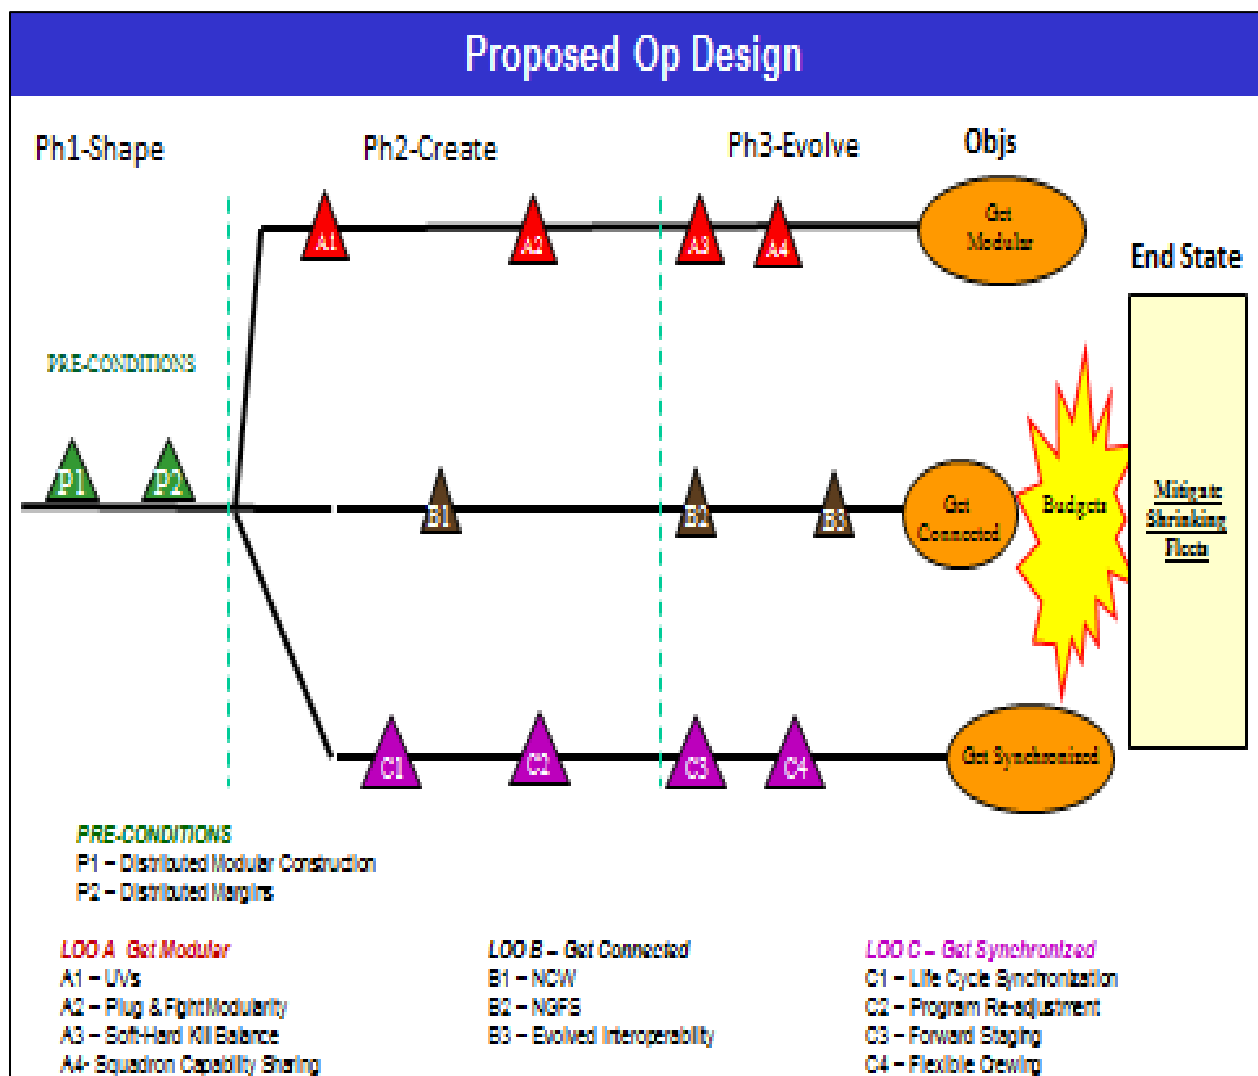 Proposed Op Design
Ph1-Shape
Ph2-Create
Ph3-Evolve
Objs
A1
A2
A3
A4
Get
Modular
End State
PRE-CONDITIONS
P1
P2
B1
B2
B3
Get
Connected
Budgets
Mitigate
Shrinking
Fleets
C1
C2
C3
C4
Get Synchronized
PRE-CONDITIONS
P1 – Distributed Modular Construction
P2 – Distributed Margins
LOO A Get Modular
A1 – UVs
A2 – Plug & Fight Modularity
A3 – Soft-Hard Kill Balance
A4- Squadron Capability Sharing
LOO B – Get Connected
B1 – NCW
B2 – NGFS
B3 – Evolved Interoperability
LOO C – Get Synchronized
C1 – Life Cycle Synchronization
C2 – Program Re-adjustment
C3 – Forward Staging
C4 – Flexible Crewing